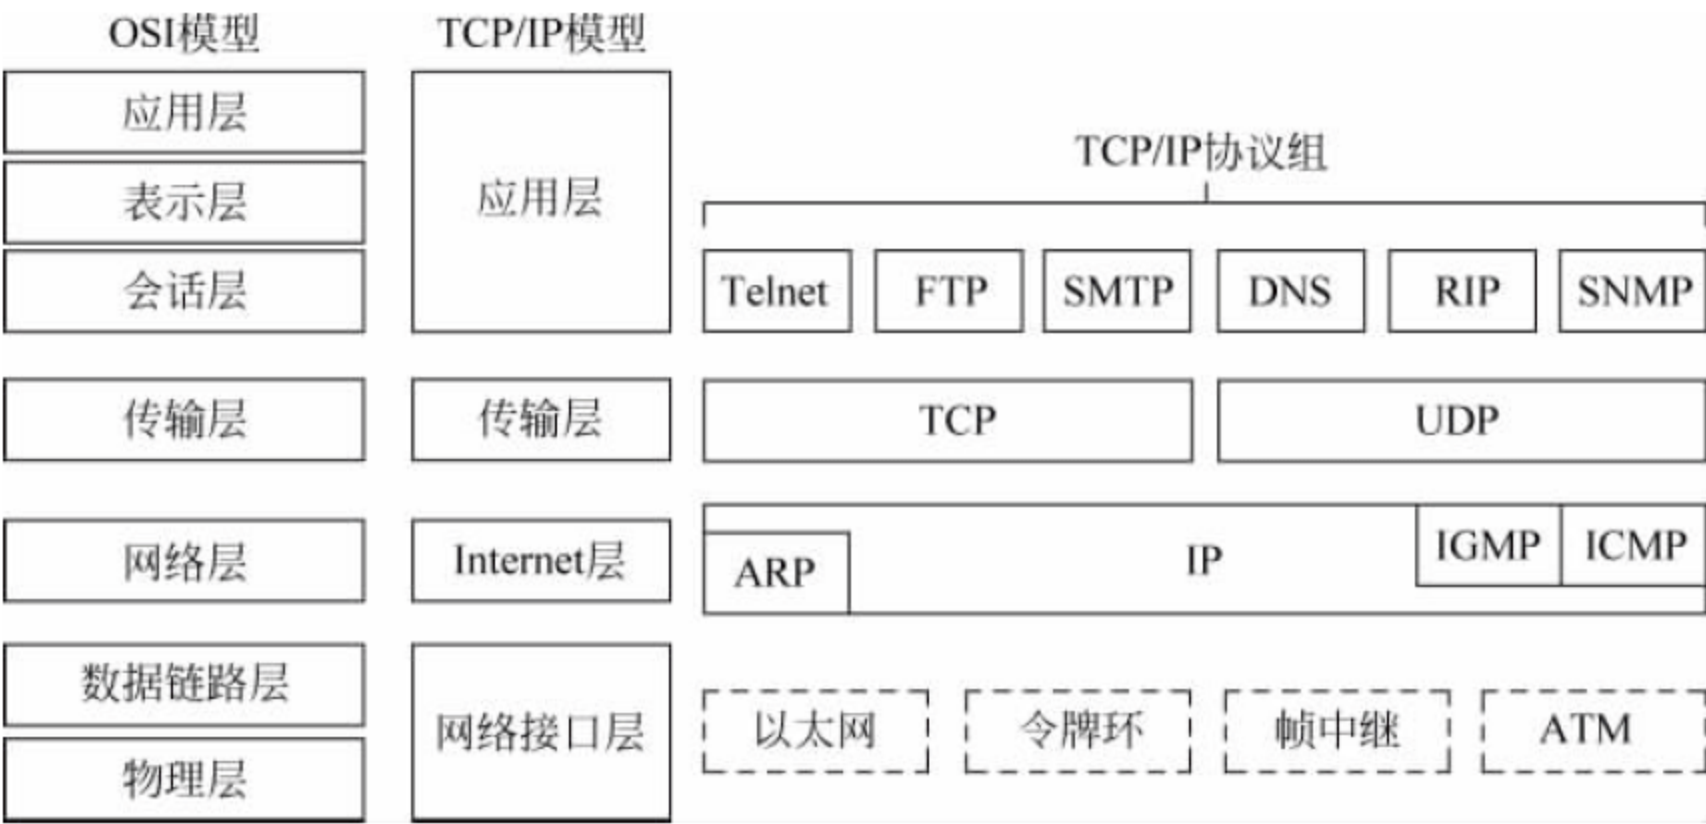 OSI模型
TCP/IP模型
应用层
表示层
会话层
应用层
TCP/IP协议组
Telnet
FTP
SMTP
DNS
RIP
SNMP
传输层
传输层
TCP
UDP
网络层
Internet层
ARP
IP
IGMP
ICMP
数据链路层
物理层
网络接口层
以太网
令牌环
帧中继
ATM